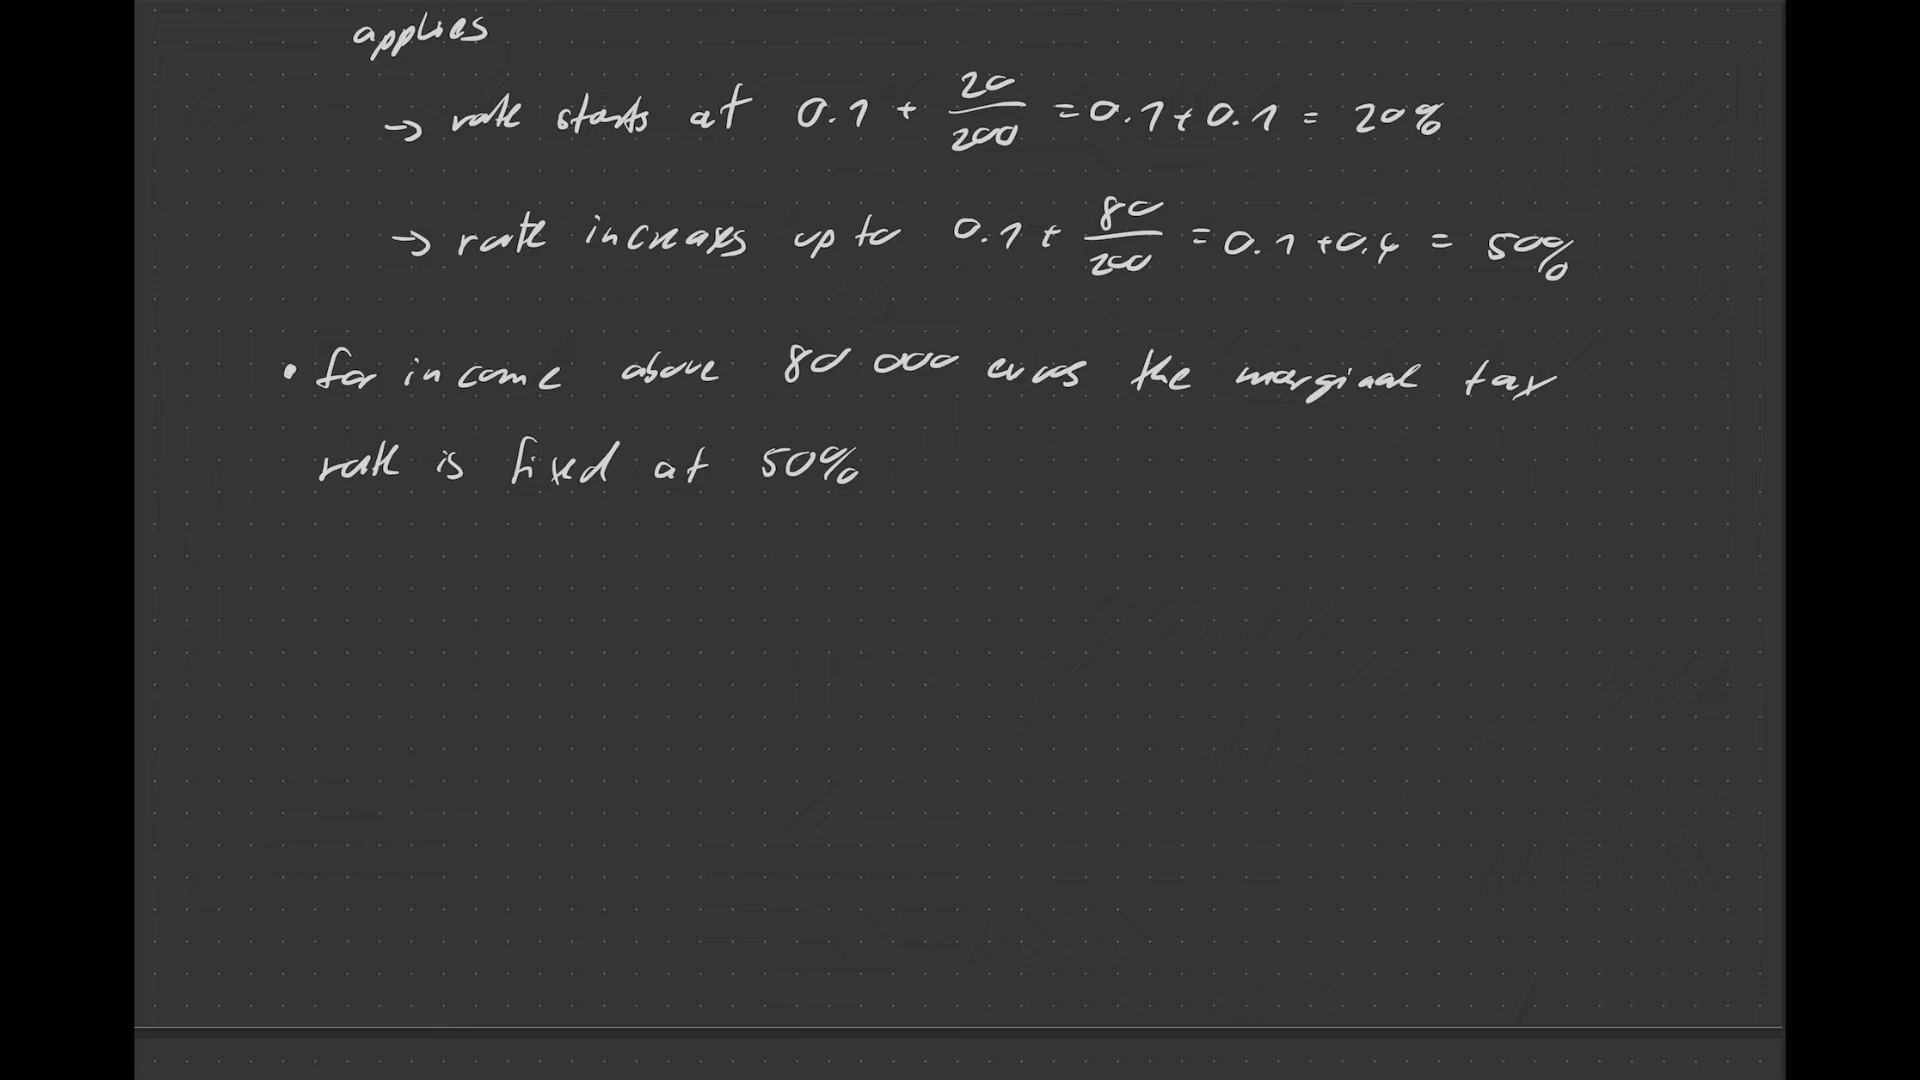 applies
→ rate starts at 0.1 + 20/200 = 0.1 + 0.1 = 20%
→ rate increases up to 0.1 + 80/200 = 0.1 + 0.4 = 50%
• for income above 80 000 euros the marginal tax
rate is fixed at 50%